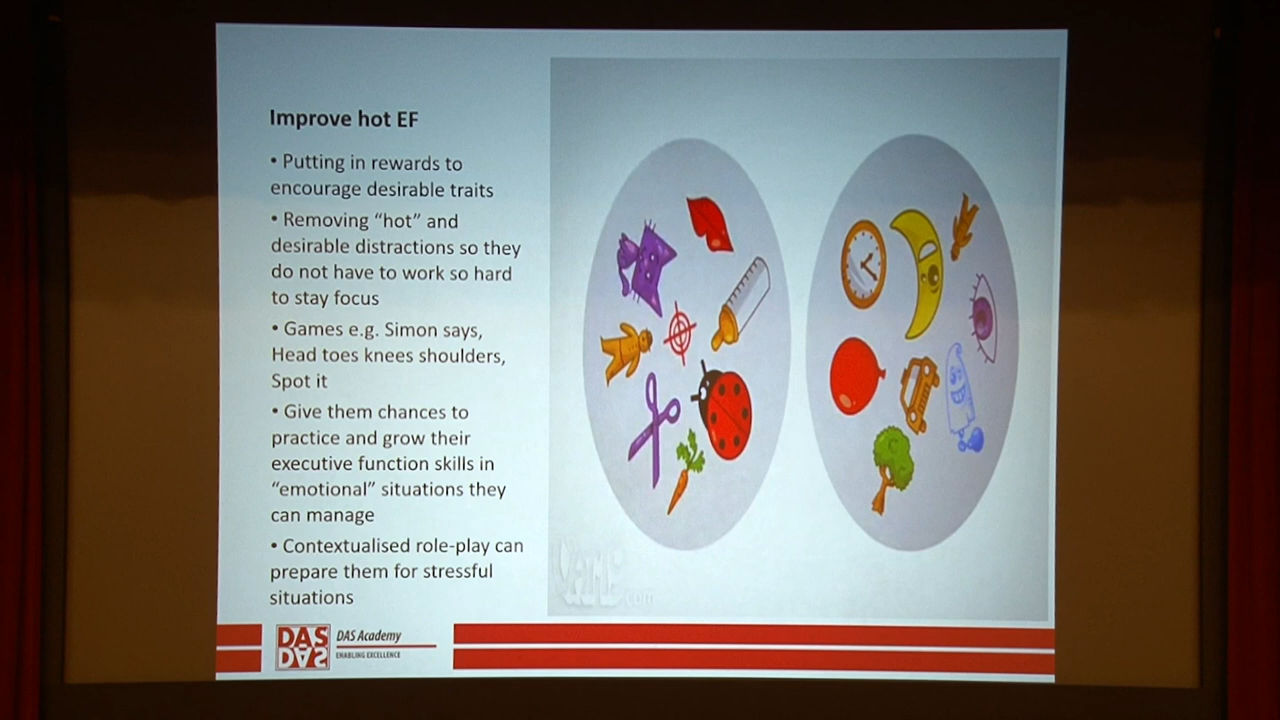 Improve hot EF
• Putting in rewards to
encourage desirable traits
• Removing “hot” and
desirable distractions so they
do not have to work so hard
to stay focus
• Games e.g. Simon says,
Head toes knees shoulders,
Spot it
• Give them chances to
practice and grow their
executive function skills in
“emotional” situations they
can manage
• Contextualised role-play can
prepare them for stressful
situations
DAS
DAS
DAS Academy
ENABLING EXCELLENCE
.com